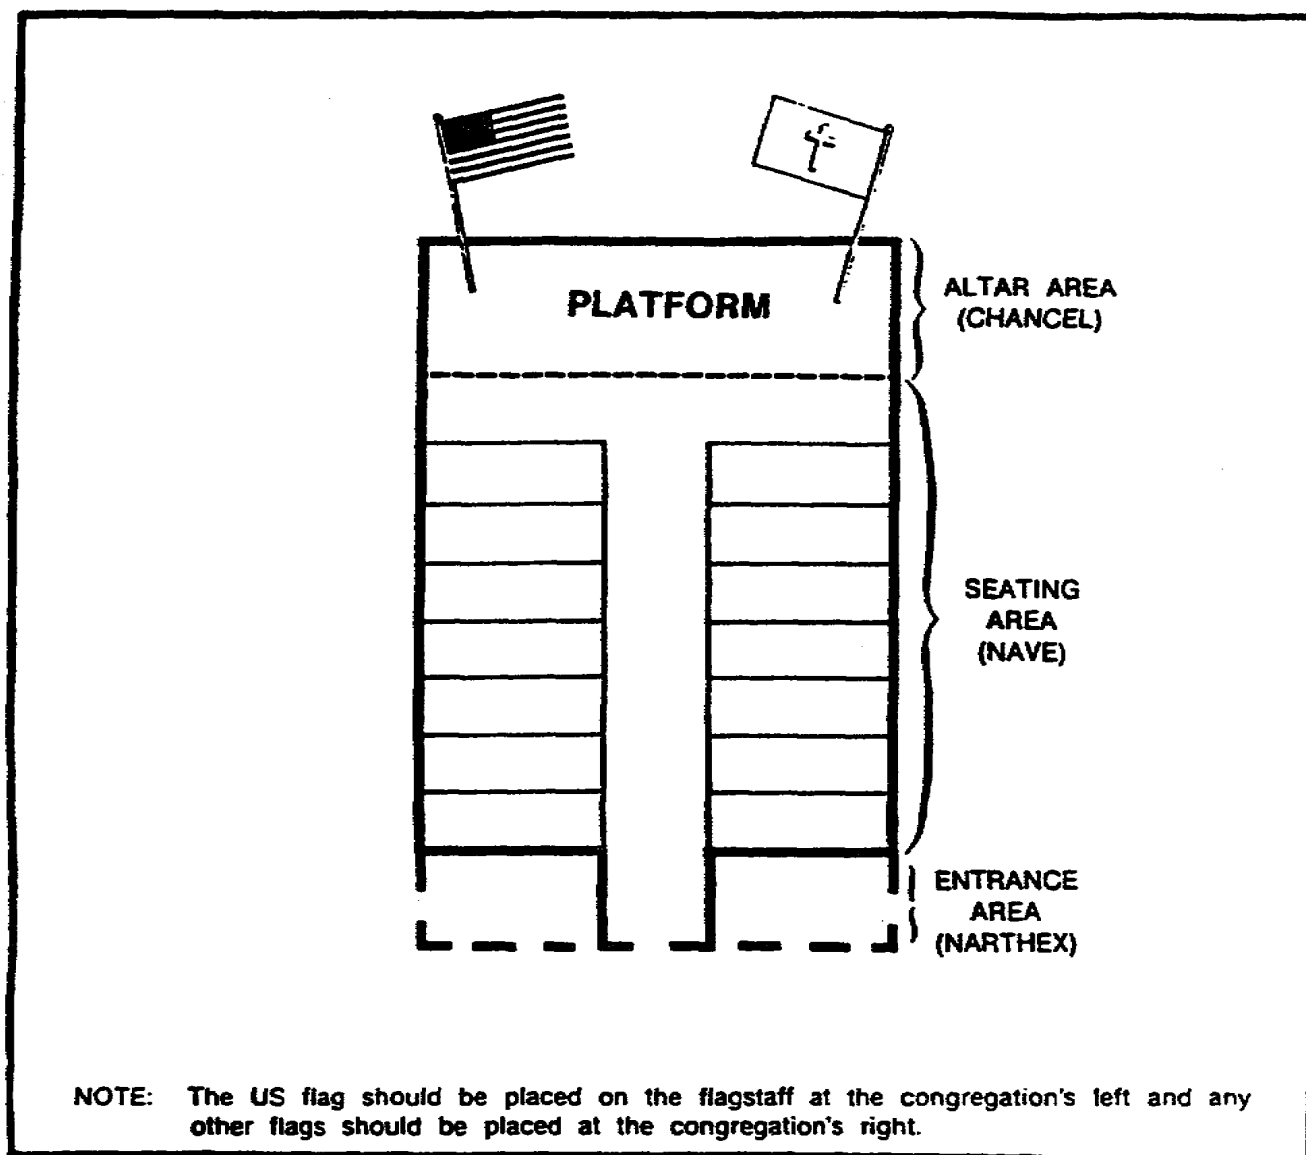 PLATFORM
ALTAR AREA
(CHANCEL)
SEATING
AREA
(NAVE)
ENTRANCE
AREA
(NARTHEX)
NOTE: The US flag should be placed on the flagstaff at the congregation's left and any
other flags should be placed at the congregation's right.